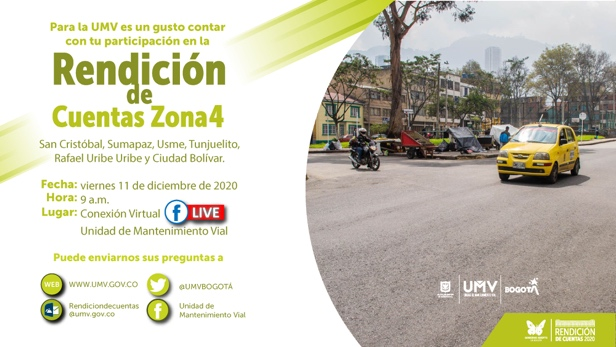 Para la UMV es un gusto contar
con tu participación en la
Rendición
de
Cuentas Zona4
San Cristóbal, Sumapaz, Usme, Tunjuelito,
Rafael Uribe Uribe y Ciudad Bolívar.
Fecha: viernes 11 de diciembre de 2020
Hora: 9 a.m.
Lugar: Conexión Virtual f LIVE
Unidad de Mantenimiento Vial
Puede enviarnos sus preguntas a
WEB WWW.UMV.GOV.CO
@UMVBOGOTÁ
Rendiciondecuentas
@umv.gov.co
Unidad de
Mantenimiento Vial
UMV
BOGOTÁ
RENDICIÓN
DE CUENTAS 2020